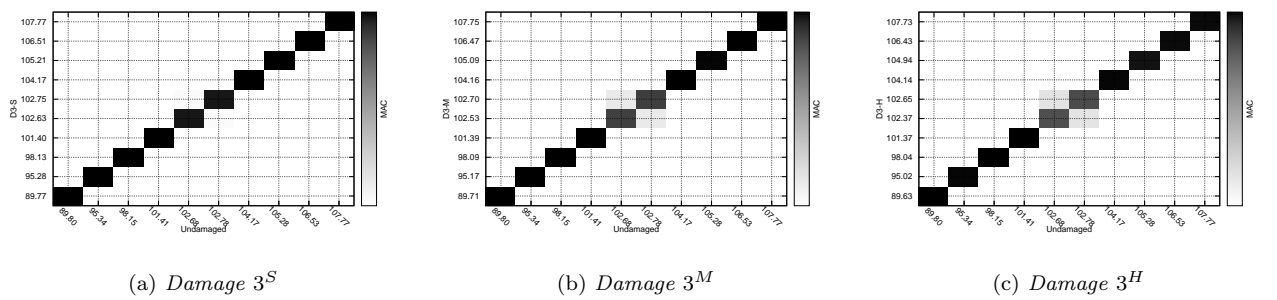 107.77
106.51
105.21
104.17
102.75
102.63
101.40
98.13
95.28
89.77
D3-S
89.80 95.34 98.15 101.41 102.68 102.78 104.17 105.28 106.53 107.77
Undamaged
MAC
(a) Damage 3^S
107.75
106.47
105.09
104.16
102.70
102.53
101.39
98.09
95.17
89.71
D3-M
89.80 95.34 98.15 101.41 102.68 102.78 104.17 105.28 106.53 107.77
Undamaged
MAC
(b) Damage 3^M
107.73
106.43
104.94
104.14
102.65
102.37
101.37
98.04
95.02
89.63
D3-H
89.80 95.34 98.15 101.41 102.68 102.78 104.17 105.28 106.53 107.77
Undamaged
MAC
(c) Damage 3^H